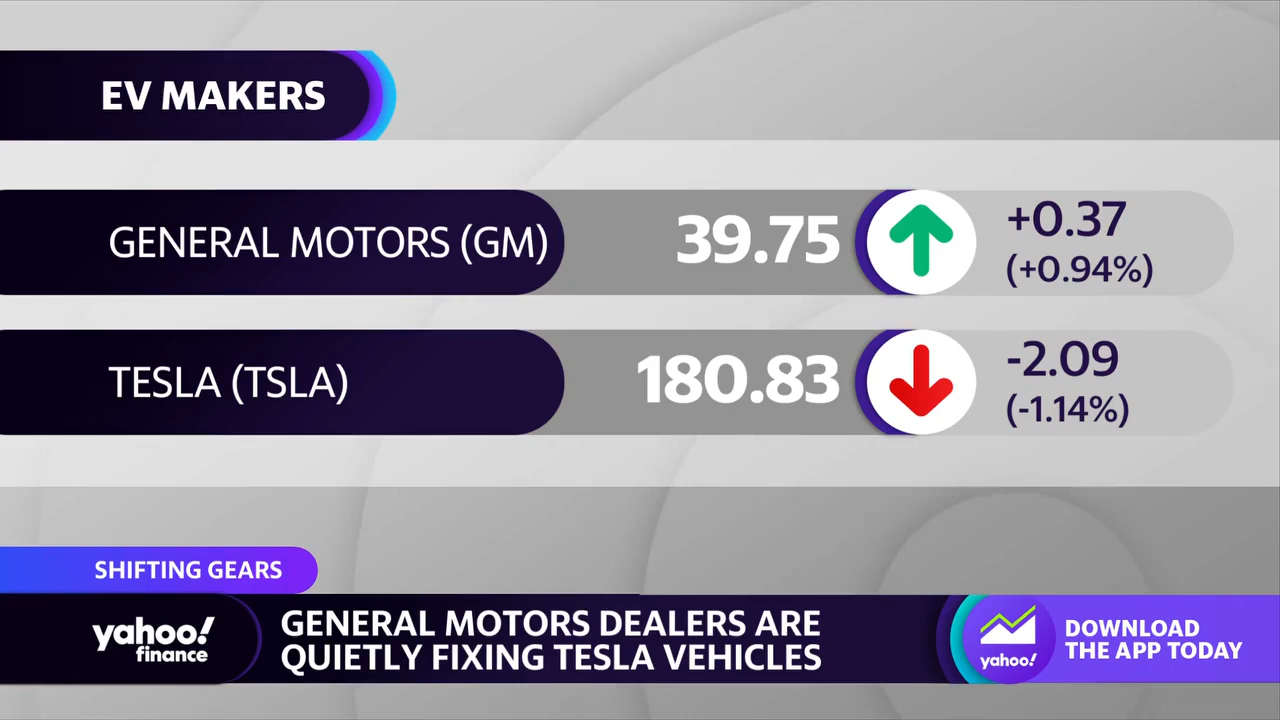 EV MAKERS
GENERAL MOTORS (GM) 39.75 +0.37
(+0.94%)
TESLA (TSLA) 180.83 -2.09
(-1.14%)
SHIFTING GEARS
yahoo!
finance
GENERAL MOTORS DEALERS ARE
QUIETLY FIXING TESLA VEHICLES
yahoo!
DOWNLOAD
THE APP TODAY